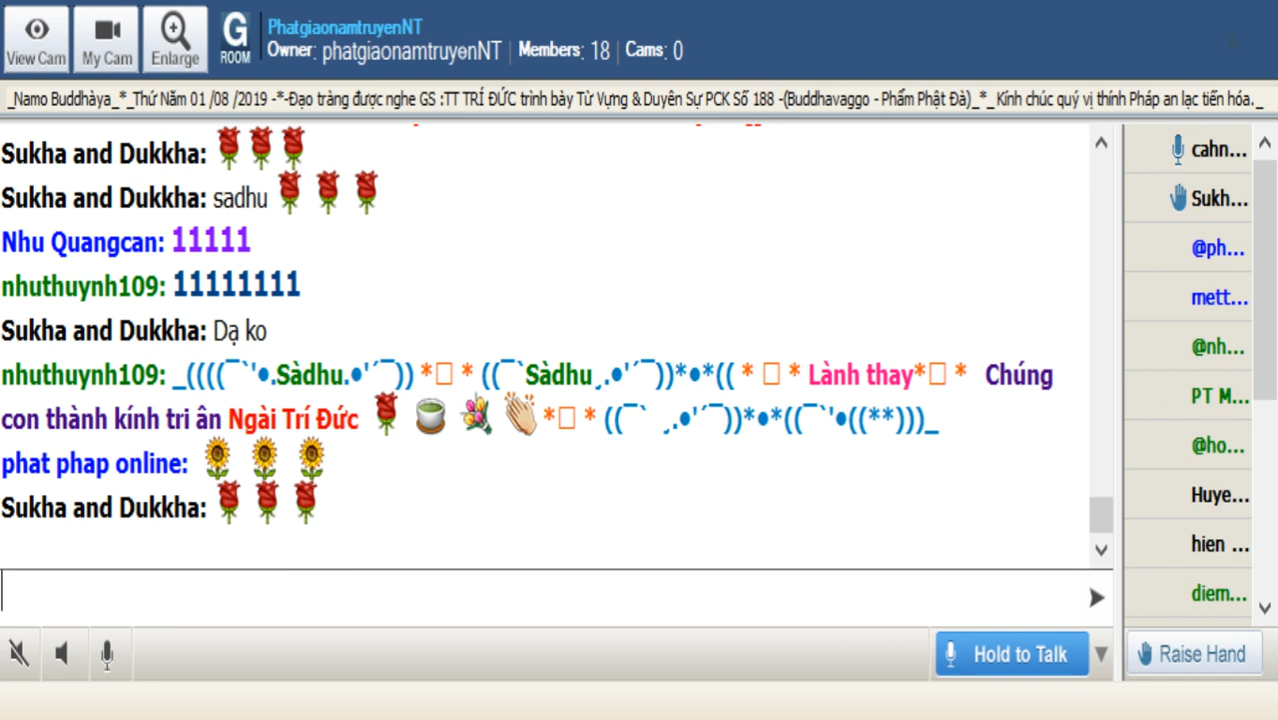 View Cam
My Cam
Enlarge
G
ROOM
PhatgiaonamtruyenNT
Owner: phatgiaonamtruyenNT | Members: 18 | Cams: 0
_Namo Buddhàya_*_Thứ Năm 01 /08 /2019 -*-Đạo tràng được nghe GS :TT TRÍ ĐỨC trình bày Từ Vựng & Duyên Sự PCK Số 188 -(Buddhavaggo - Phẩm Phật Đà)_*_ Kính chúc quý vị thính Pháp an lạc tiến hóa._
Sukha and Dukkha:
Sukha and Dukkha: sadhu
Nhu Quangcan: 11111
nhuthuynh109: 11111111
Sukha and Dukkha: Dạ ko
nhuthuynh109: _((((¯`'●.Sàdhu.●'´¯)) *□ * ((¯`Sàdhu¸.●'´¯))*●*(( * □ * Lành thay*□ * Chúng
con thành kính tri ân Ngài Trí Đức *□ * ((¯` ¸.●'´¯))*●*((¯`'●((**)))_
phat phap online:
Sukha and Dukkha:
cahn...
Sukh...
@ph...
mett...
@nh...
PT M...
@ho...
Huye...
hien ...
diem...
Hold to Talk
Raise Hand